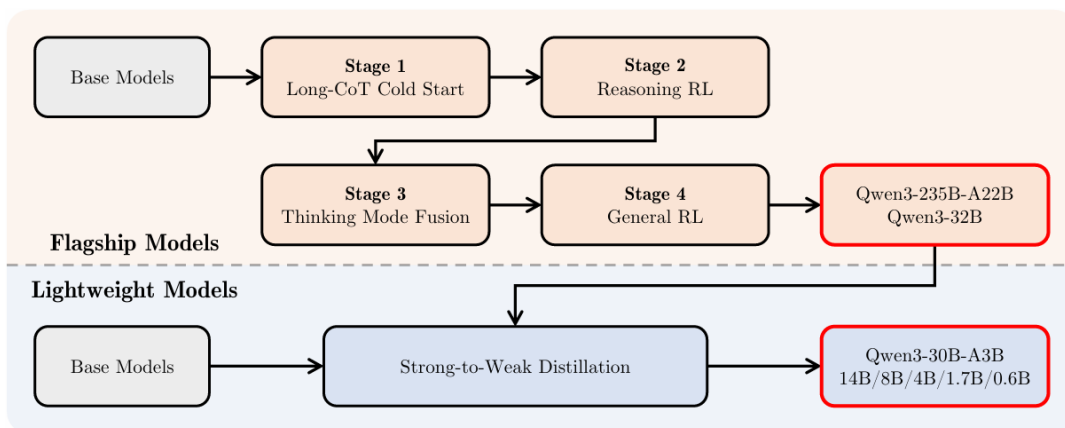 Base Models
Stage 1
Long-CoT Cold Start
Stage 2
Reasoning RL
Stage 3
Thinking Mode Fusion
Stage 4
General RL
Qwen3-235B-A22B
Qwen3-32B
Flagship Models
Lightweight Models
Base Models
Strong-to-Weak Distillation
Qwen3-30B-A3B
14B/8B/4B/1.7B/0.6B